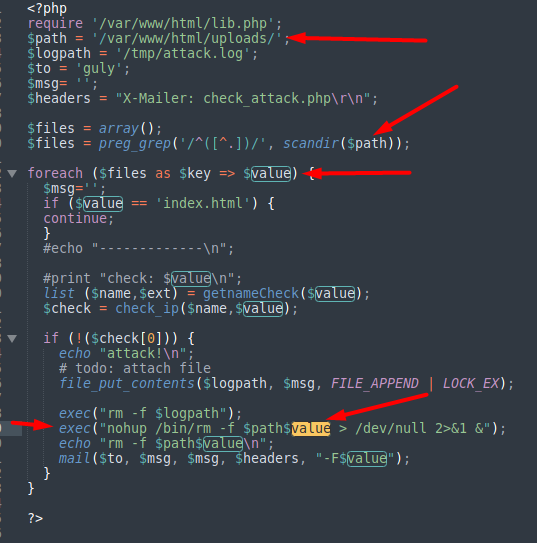 <?php
require '/var/www/html/lib.php';
$path = '/var/www/html/uploads/';
$logpath = '/tmp/attack.log';
$to = 'guly';
$msg= '';
$headers = "X-Mailer: check_attack.php\r\n";
$files = array();
$files = preg_grep('/^([^.])/', scandir($path));
foreach ($files as $key => $value) {
$msg='';
if ($value == 'index.html') {
continue;
}
#echo "-------------\n";
#print "check: $value\n";
list ($name,$ext) = getnameCheck($value);
$check = check_ip($name,$value);
if (!($check[0])) {
echo "attack!\n";
# todo: attach file
file_put_contents($logpath, $msg, FILE_APPEND | LOCK_EX);
exec("rm -f $logpath");
exec("nohup /bin/rm -f $path$value > /dev/null 2>&1 &");
echo "rm -f $path$value\n";
mail($to, $msg, $msg, $headers, "-F$value");
}
}
?>